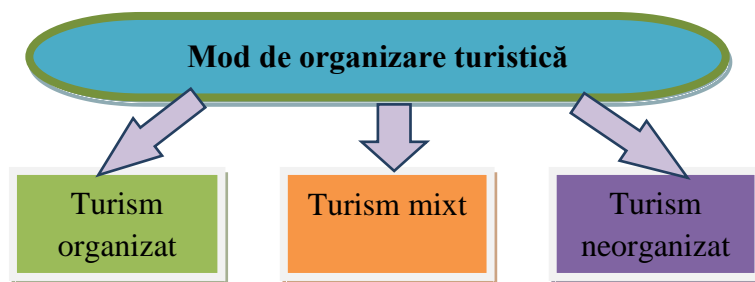 Mod de organizare turistică
Turism
organizat
Turism mixt
Turism
neorganizat